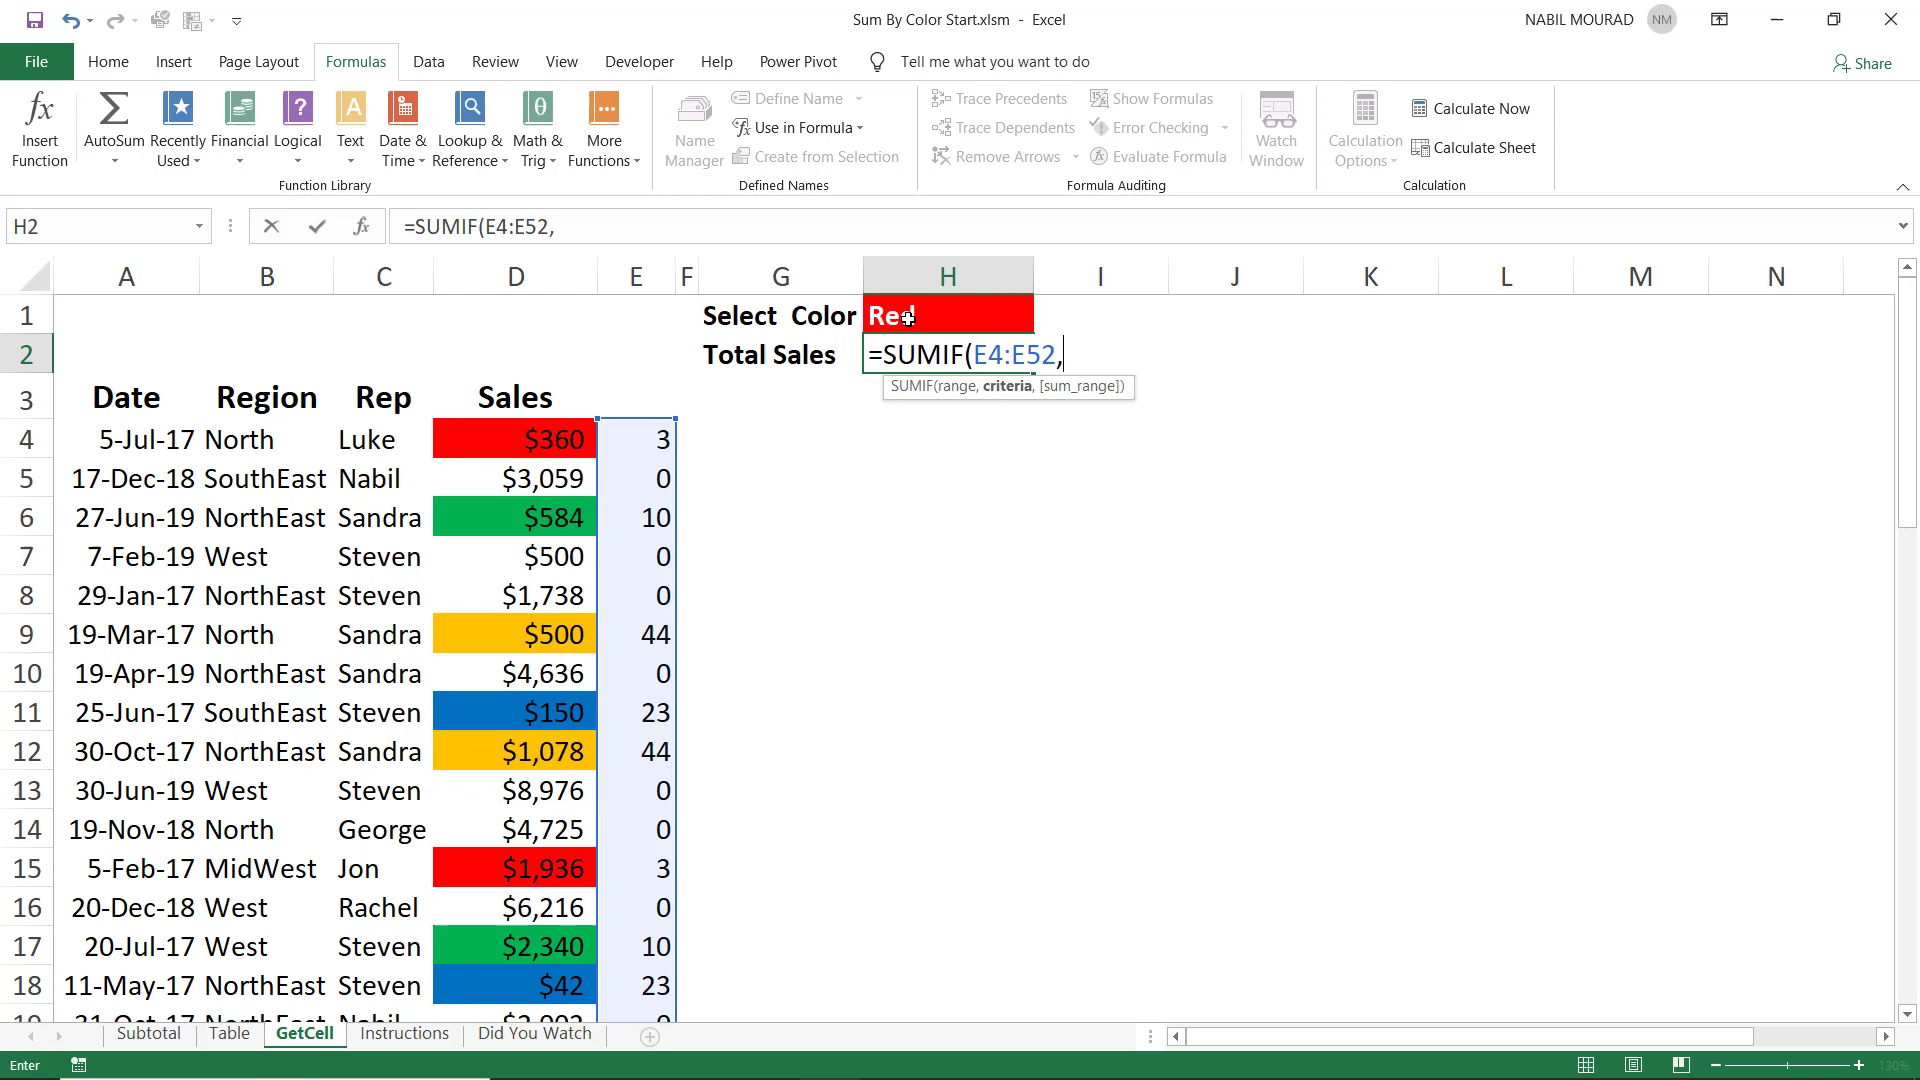 Sum By Color Start.xlsm - Excel
NABIL MOURAD NM
File Home Insert Page Layout Formulas Data Review View Developer Help Power Pivot Tell me what you want to do Share
Insert Function
AutoSum
Recently Used
Financial
Logical
Text
Date & Time
Lookup & Reference
Math & Trig
More Functions
Function Library
Name Manager
Define Name
Use in Formula
Create from Selection
Defined Names
Trace Precedents
Trace Dependents
Remove Arrows
Show Formulas
Error Checking
Evaluate Formula
Formula Auditing
Watch Window
Calculation Options
Calculate Now
Calculate Sheet
Calculation
H2 fx =SUMIF(E4:E52,
A B C D E F G H I J K L M N
1 Select Color Red
2 Total Sales =SUMIF(E4:E52,
SUMIF(range, criteria, [sum_range])
3 Date Region Rep Sales
4 5-Jul-17 North Luke $360 3
5 17-Dec-18 SouthEast Nabil $3,059 0
6 27-Jun-19 NorthEast Sandra $584 10
7 7-Feb-19 West Steven $500 0
8 29-Jan-17 NorthEast Steven $1,738 0
9 19-Mar-17 North Sandra $500 44
10 19-Apr-19 NorthEast Sandra $4,636 0
11 25-Jun-17 SouthEast Steven $150 23
12 30-Oct-17 NorthEast Sandra $1,078 44
13 30-Jun-19 West Steven $8,976 0
14 19-Nov-18 North George $4,725 0
15 5-Feb-17 MidWest Jon $1,936 3
16 20-Dec-18 West Rachel $6,216 0
17 20-Jul-17 West Steven $2,340 10
18 11-May-17 NorthEast Steven $42 23
Subtotal Table GetCell Instructions Did You Watch
Enter 130%